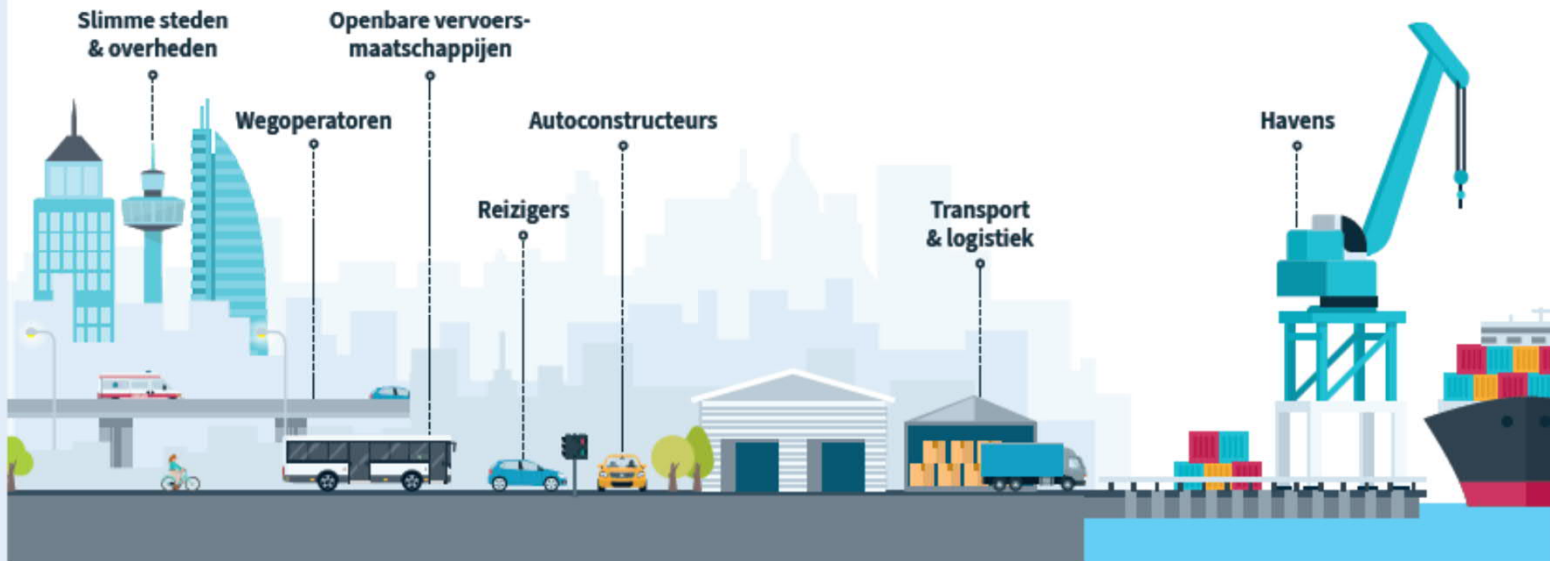 Slimme steden
& overheden
Openbare vervoers-
maatschappijen
Wegoperatoren
Autoconstructeurs
Havens
Reizigers
Transport
& logistiek